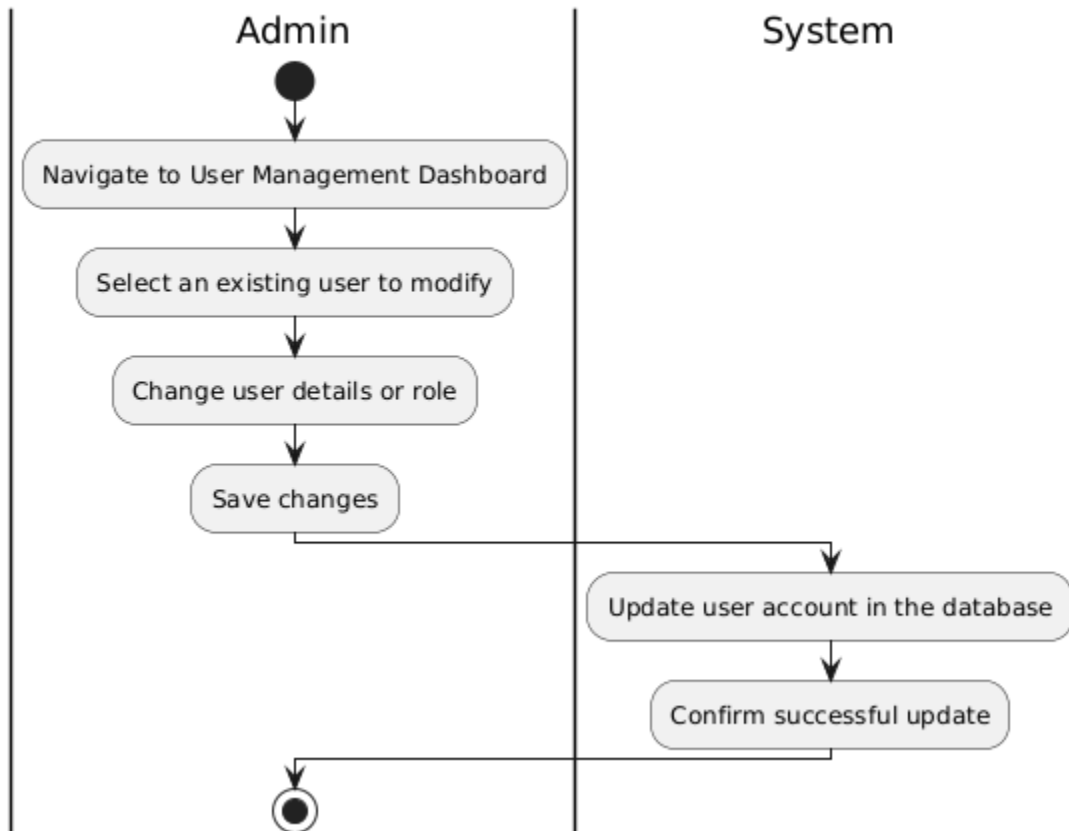 Admin
System
Navigate to User Management Dashboard
Select an existing user to modify
Change user details or role
Save changes
Update user account in the database
Confirm successful update